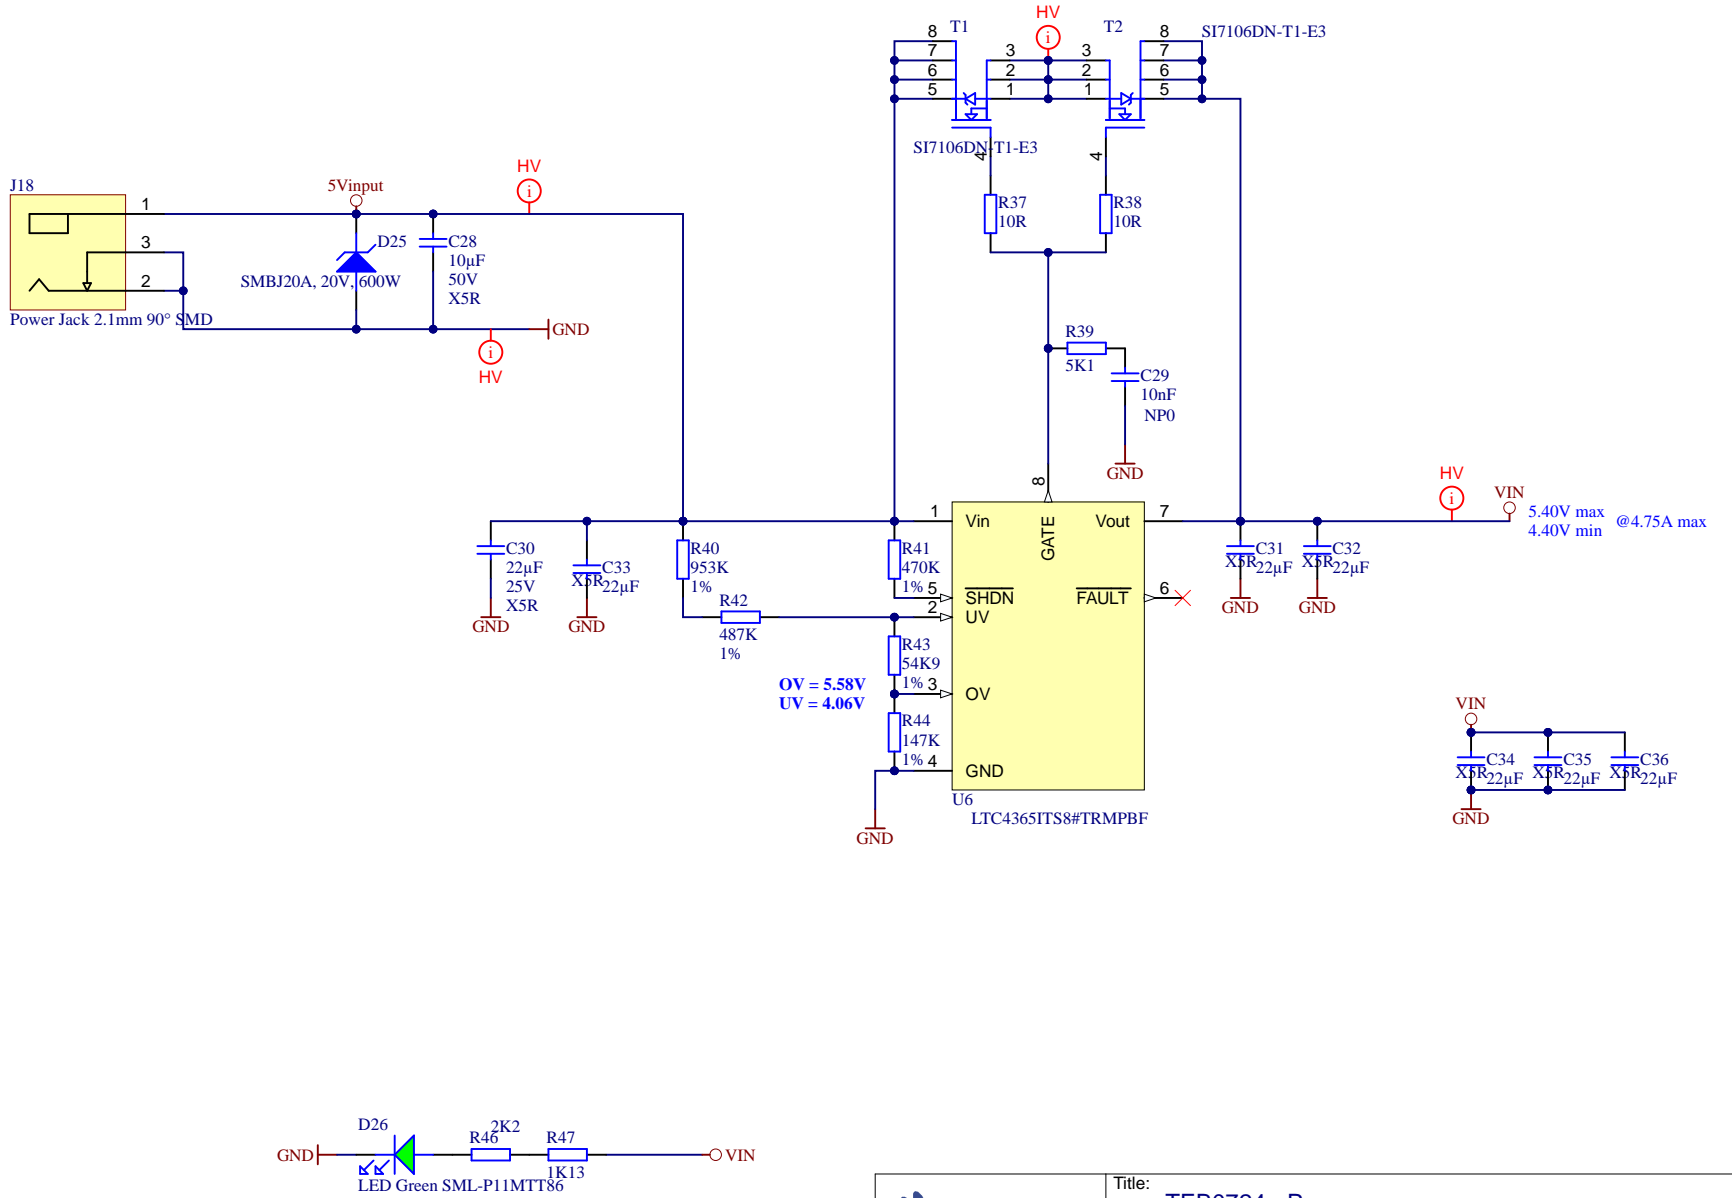 HV
8 T1
T2 8 SI7106DN-T1-E3
7 3 3 7
6 2 2 6
5 1 1 5
SI7106DN-T1-E3
4 4
HV
J18
5Vinput
1
R37
10R
R38
10R
3
D25
C28
10µF
50V
X5R
2
SMBJ20A, 20V, 600W
Power Jack 2.1mm 90° SMD
GND
HV
R39
5K1
C29
10nF
NP0
GND
8
HV
VIN
5.40V max
4.40V min
@4.75A max
1 Vin
GATE
Vout 7
C30
22µF
25V
X5R
GND
C33
X5R 22µF
GND
R40
953K
1%
R41
470K
1%
5 SHDN
FAULT 6
2 UV
C31
X5R 22µF
GND
C32
X5R 22µF
GND
R42
487K
1%
R43
54K9
1%
OV = 5.58V
UV = 4.06V
3 OV
R44
147K
1%
4 GND
U6
LTC4365ITS8#TRMPBF
GND
VIN
C34
X5R 22µF
C35
X5R 22µF
C36
X5R 22µF
GND
D26
2K2
R46
R47
GND
VIN
1K13
LED Green SML-P11MTT86
Title: